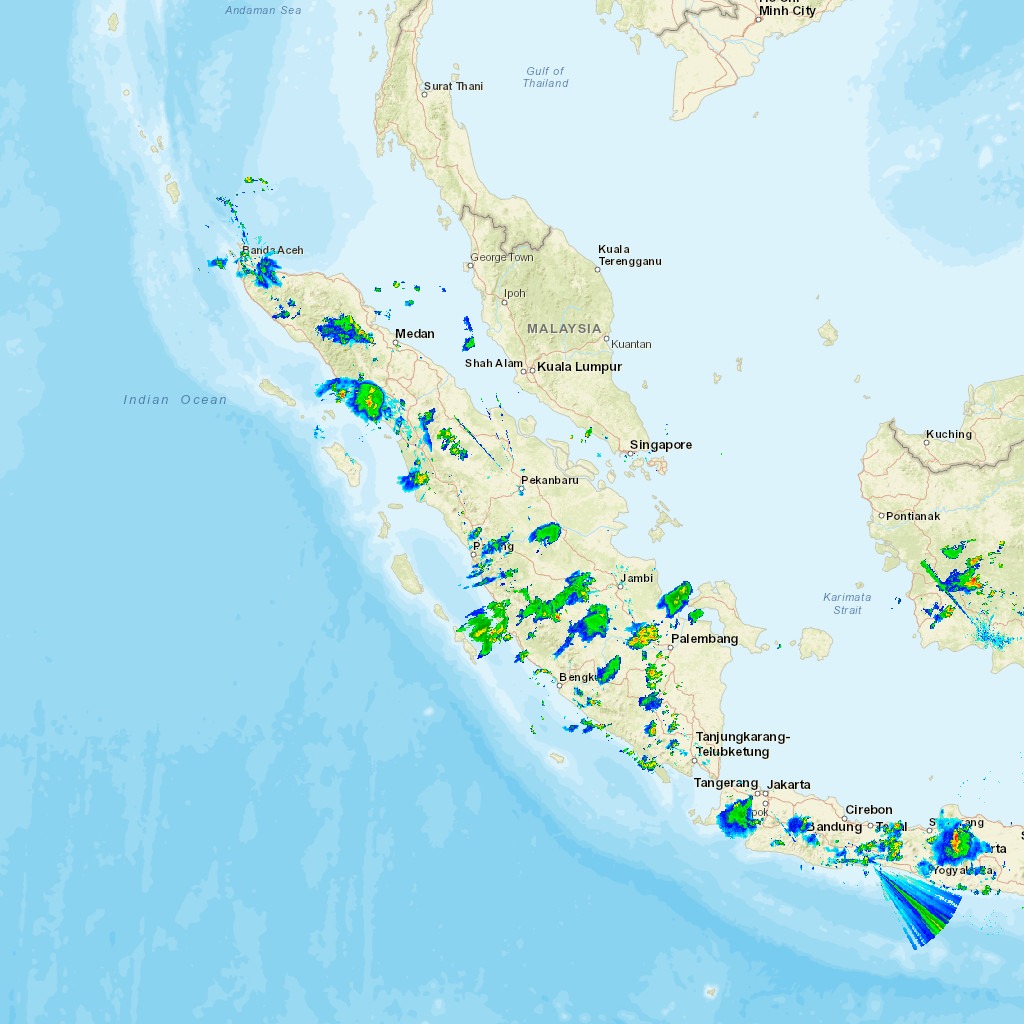 Andaman Sea
Minh City
Gulf of
Thailand
Surat Thani
Banda Aceh
George Town
Kuala
Terengganu
Ipoh
MALAYSIA
Medan
Kuantan
Shah Alam
Kuala Lumpur
Indian Ocean
Kuching
Singapore
Pekanbaru
Pontianak
Jambi
Karimata
Strait
Palembang
Tanjungkarang-
Telubketung
Tangerang
Jakarta
Cirebon
Bandung